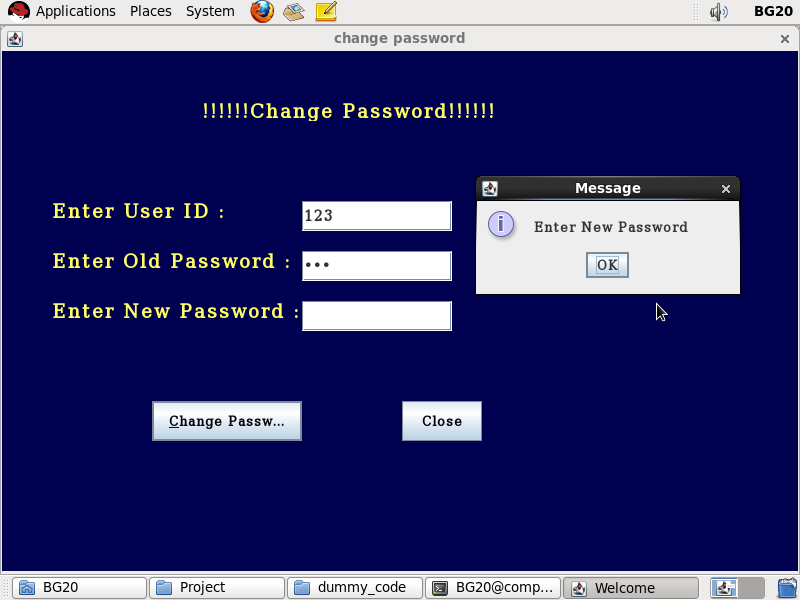 Applications Places System BG20
change password
!!!!!!Change Password!!!!!!
Message
Enter User ID : 123
Enter New Password
Enter Old Password : •••
OK
Enter New Password :
Change Passw... Close
BG20 Project dummy_code BG20@comp... Welcome